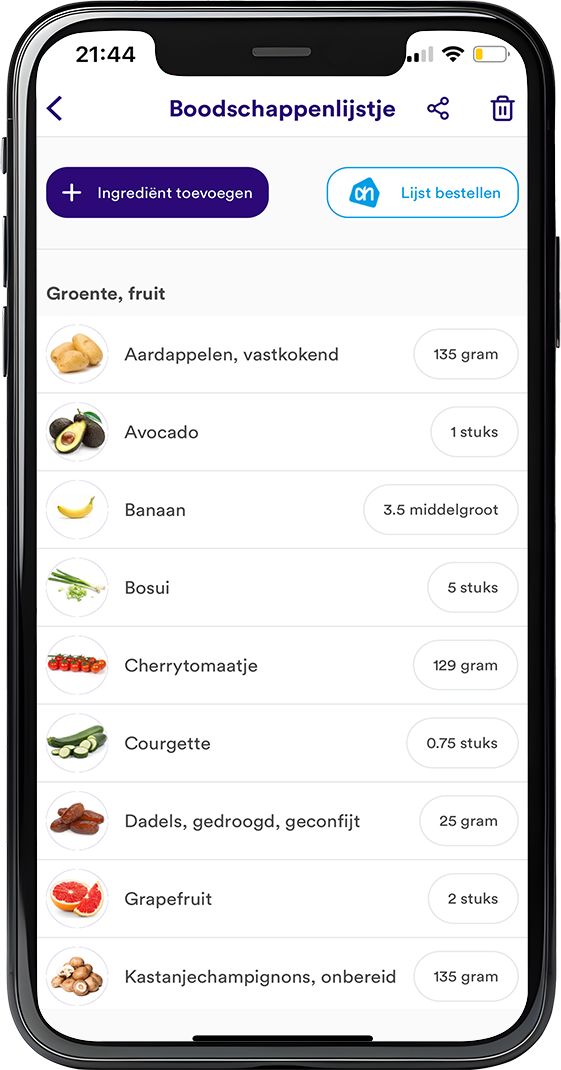 21:44
Boodschappenlijstje
Ingrediënt toevoegen
ah Lijst bestellen
Groente, fruit
Aardappelen, vastkokend 135 gram
Avocado 1 stuks
Banaan 3.5 middelgroot
Bosui 5 stuks
Cherrytomaatje 129 gram
Courgette 0.75 stuks
Dadels, gedroogd, geconfijt 25 gram
Grapefruit 2 stuks
Kastanjechampignons, onbereid 135 gram